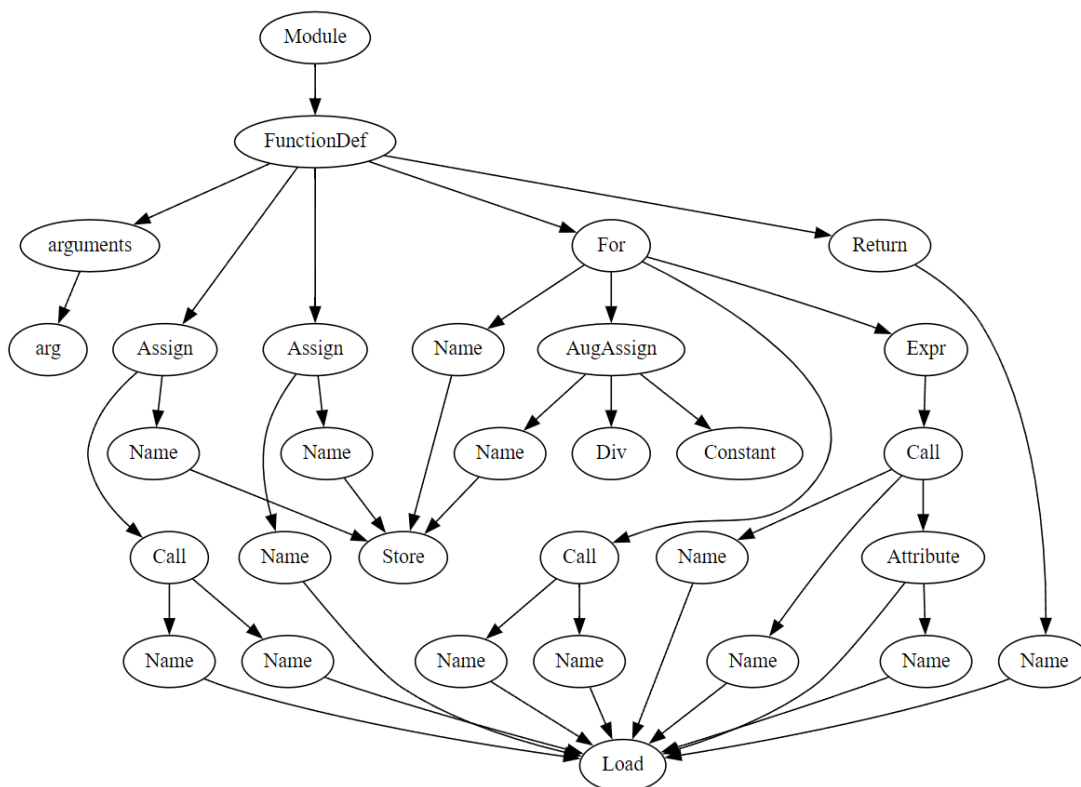 Module
FunctionDef
arguments
For
Return
arg
Assign
Assign
Name
AugAssign
Expr
Name
Name
Name
Div
Constant
Call
Call
Name
Store
Call
Name
Attribute
Name
Name
Name
Name
Name
Name
Name
Load